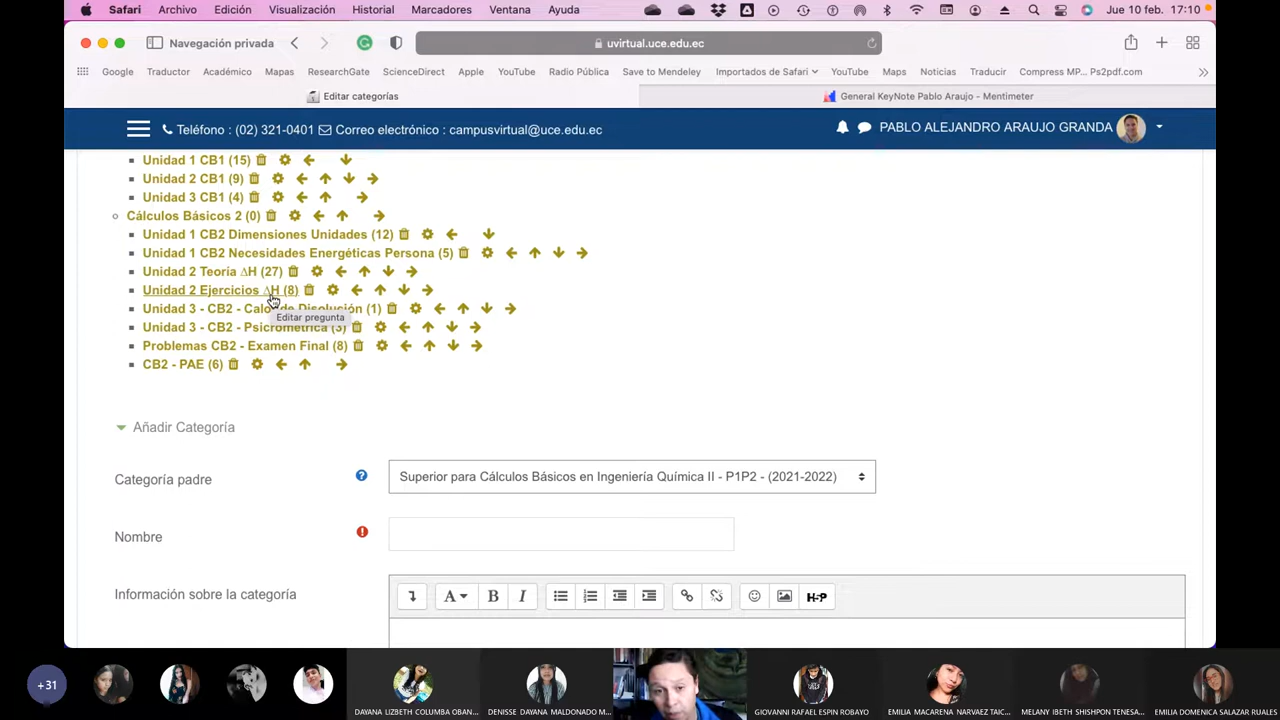 Safari Archivo Edición Visualización Historial Marcadores Ventana Ayuda Jue 10 feb. 17:10
Navegación privada uvirtual.uce.edu.ec
Google Traductor Académico Mapas ResearchGate ScienceDirect Apple YouTube Radio Pública Save to Mendeley Importados de Safari YouTube Maps Noticias Traducir Compress MP... Ps2pdf.com
Editar categorías General KeyNote Pablo Araujo - Mentimeter
Teléfono : (02) 321-0401 Correo electrónico : campusvirtual@uce.edu.ec PABLO ALEJANDRO ARAUJO GRANDA
Unidad 1 CB1 (15)
Unidad 2 CB1 (9)
Unidad 3 CB1 (4)
Cálculos Básicos 2 (0)
Unidad 1 CB2 Dimensiones Unidades (12)
Unidad 1 CB2 Necesidades Energéticas Persona (5)
Unidad 2 Teoría ΔH (27)
Unidad 2 Ejercicios ΔH (8)
Unidad 3 - CB2 - Calor de Disolución (1)
Editar pregunta
Unidad 3 - CB2 - Psicrométrica (3)
Problemas CB2 - Examen Final (8)
CB2 - PAE (6)
Añadir Categoría
Categoría padre Superior para Cálculos Básicos en Ingeniería Química II - P1P2 - (2021-2022)
Nombre
Información sobre la categoría
A B I H-P
+31
DAYANA LIZBETH COLUMBA OBAN... DENISSE DAYANA MALDONADO M... GIOVANNI RAFAEL ESPIN ROBAYO EMILIA MACARENA NARVAEZ TAIC... MELANY IBETH SHISHPON TENESA... EMILIA DOMENICA SALAZAR RUALES